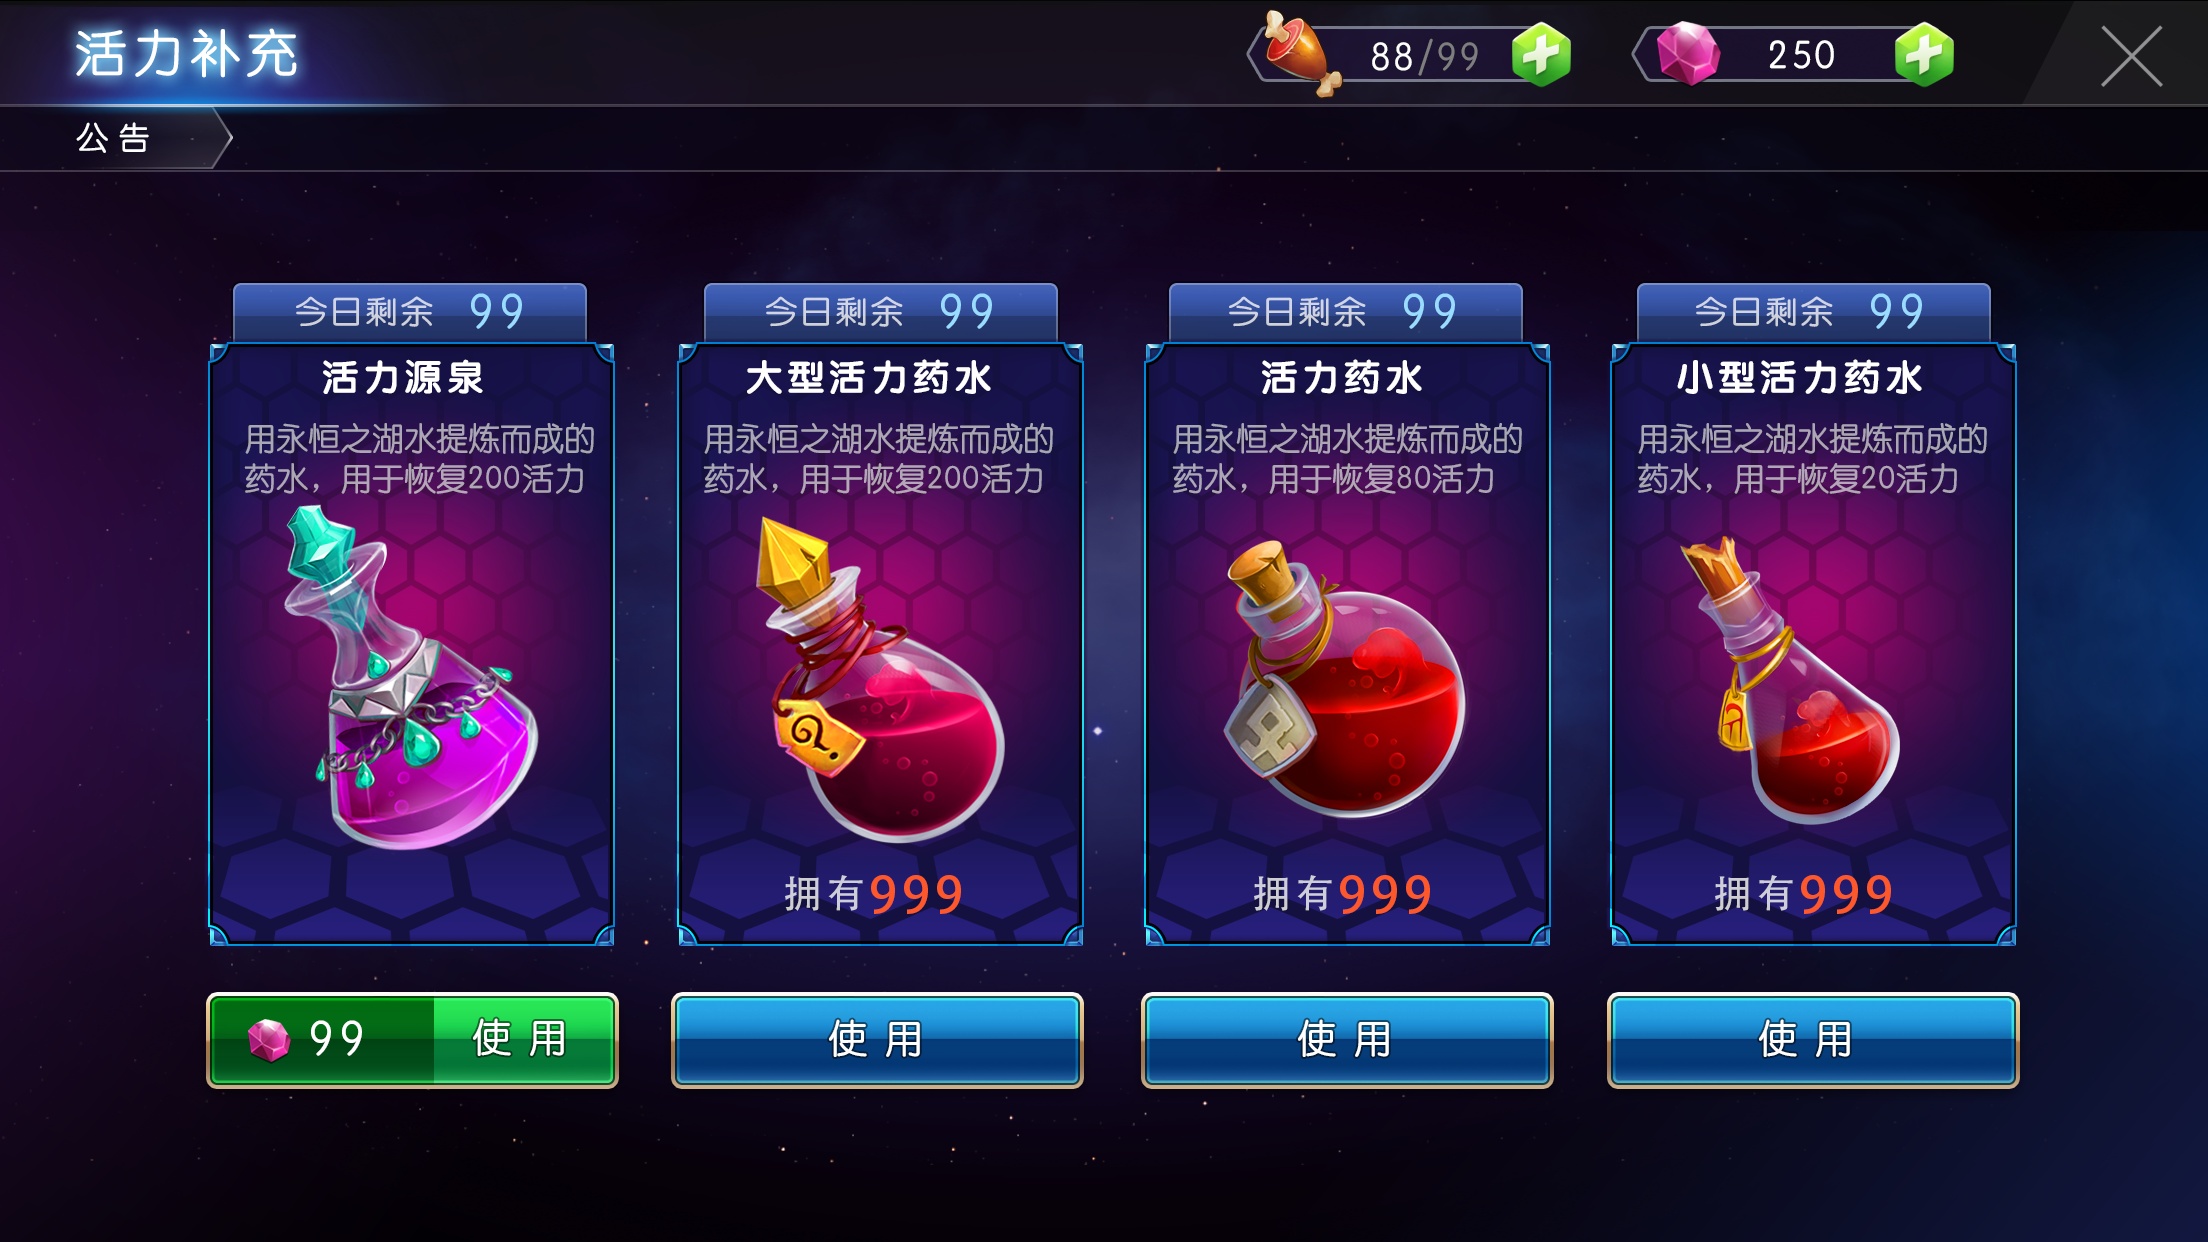 活力补充
88/99
250
公告
今日剩余 99
今日剩余 99
今日剩余 99
今日剩余 99
活力源泉
用永恒之湖水提炼而成的
药水，用于恢复200活力
大型活力药水
用永恒之湖水提炼而成的
药水，用于恢复200活力
拥有999
活力药水
用永恒之湖水提炼而成的
药水，用于恢复80活力
拥有999
小型活力药水
用永恒之湖水提炼而成的
药水，用于恢复20活力
拥有999
99 使用
使用
使用
使用